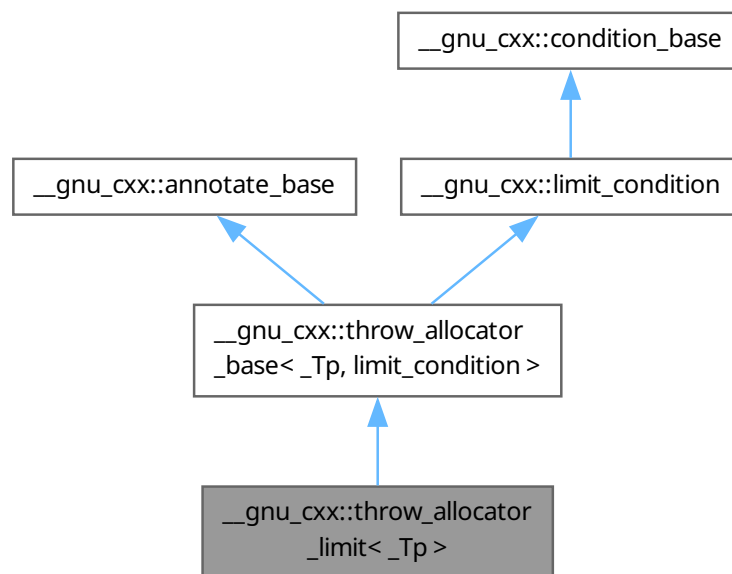 __gnu_cxx::condition_base
__gnu_cxx::annotate_base
__gnu_cxx::limit_condition
__gnu_cxx::throw_allocator
_base< _Tp, limit_condition >
__gnu_cxx::throw_allocator
_limit< _Tp >